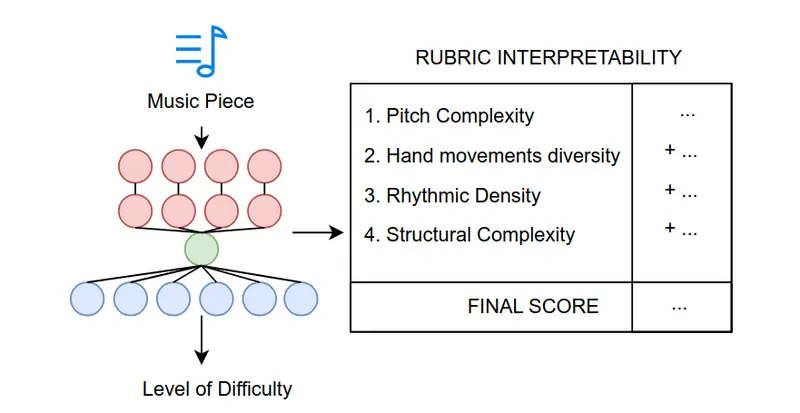 RUBRIC INTERPRETABILITY
Music Piece
1. Pitch Complexity ...
2. Hand movements diversity + ...
3. Rhythmic Density + ...
4. Structural Complexity + ...
FINAL SCORE ...
Level of Difficulty